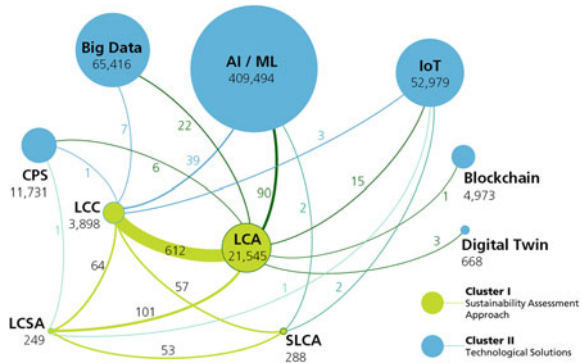 Big Data
65,416
AI / ML
409,494
IoT
52,979
7
22
39
3
CPS
11,731
6
1
90
15
Blockchain
4,973
1
2
LCC
3,898
612
LCA
21,545
3
Digital Twin
668
1
64
57
1
2
101
LCSA
249
53
SLCA
288
Cluster I
Sustainability Assessment
Approach
Cluster II
Technological Solutions